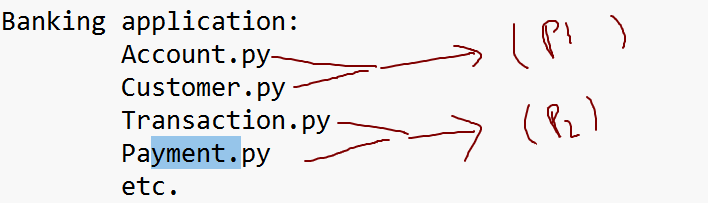 Banking application:
Account.py
Customer.py
Transaction.py
Payment.py
etc.
(P1)
(P2)